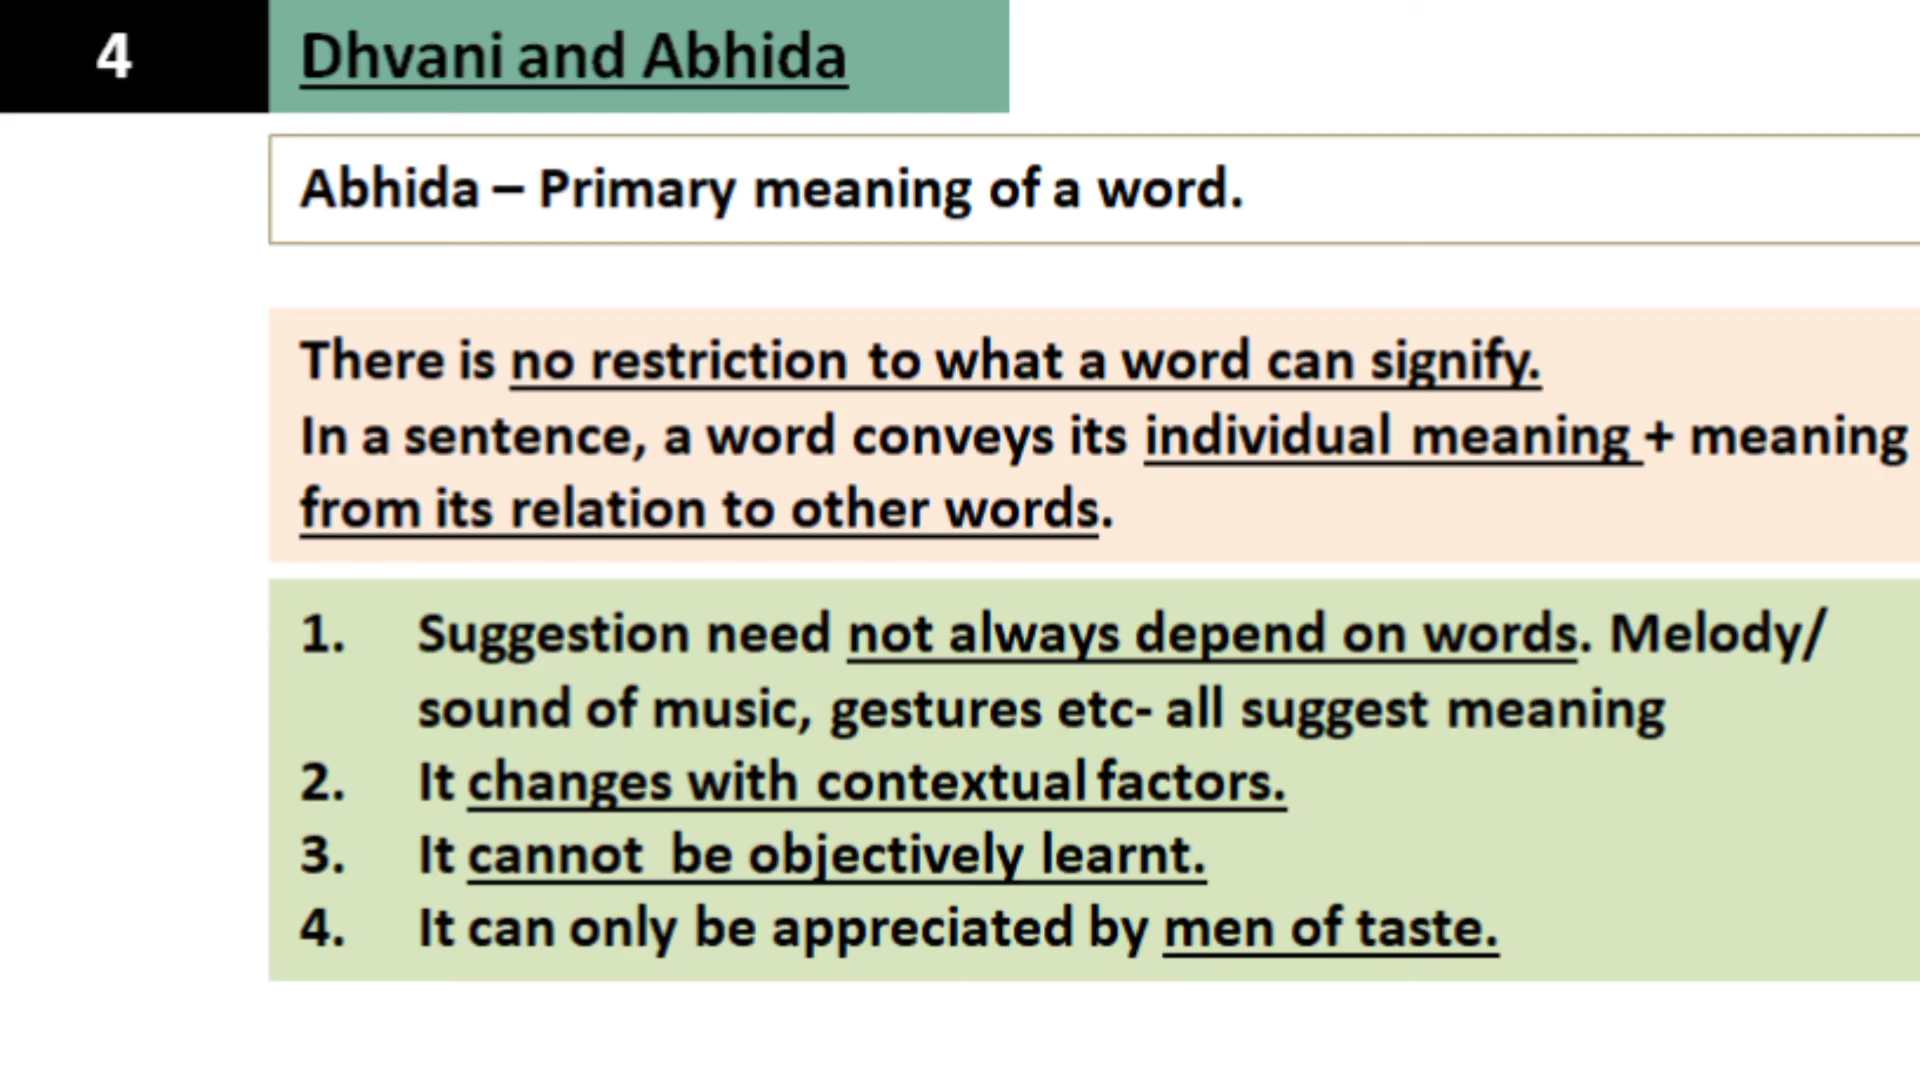 4 Dhvani and Abhida
Abhida – Primary meaning of a word.
There is no restriction to what a word can signify.
In a sentence, a word conveys its individual meaning + meaning
from its relation to other words.
1. Suggestion need not always depend on words. Melody/
sound of music, gestures etc- all suggest meaning
2. It changes with contextual factors.
3. It cannot be objectively learnt.
4. It can only be appreciated by men of taste.